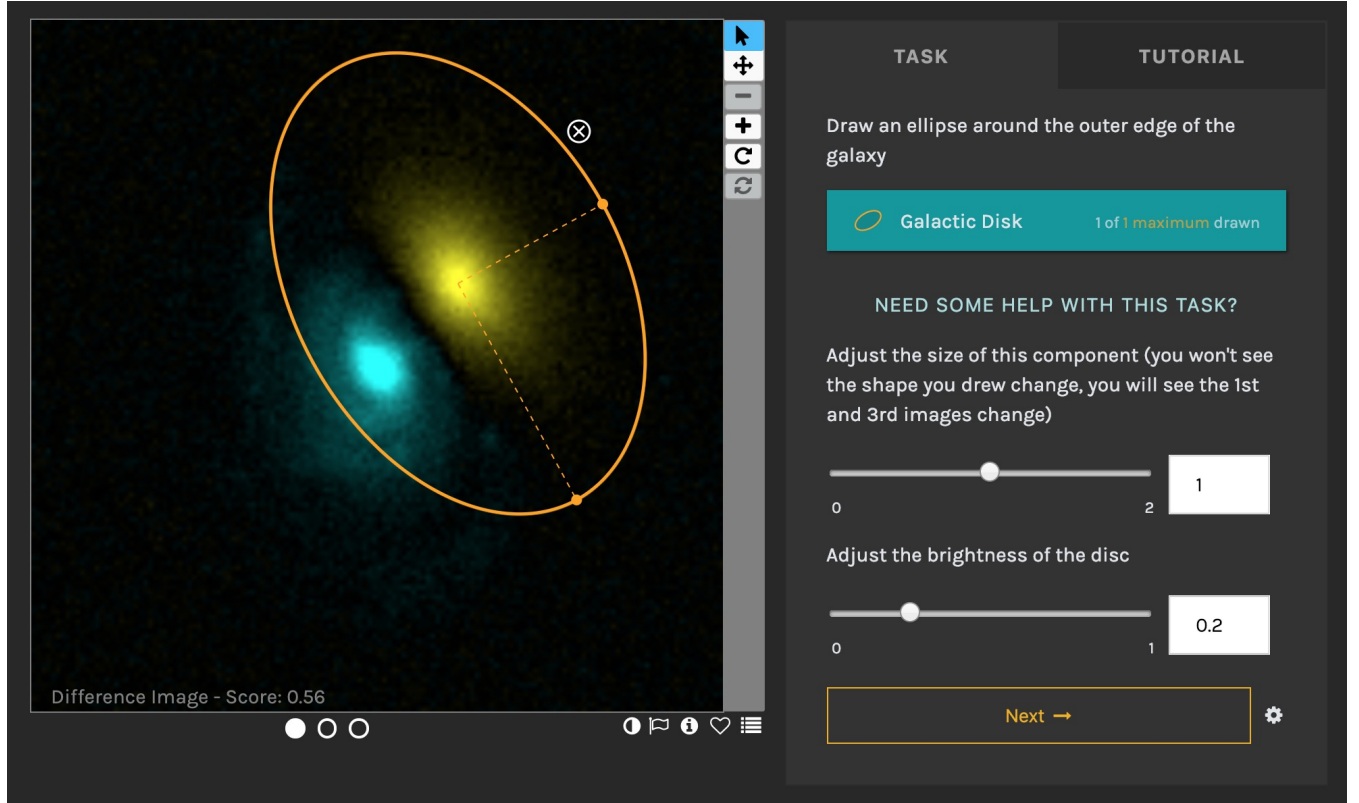 TASK
TUTORIAL
Draw an ellipse around the outer edge of the
galaxy
Galactic Disk
1 of 1 maximum drawn
NEED SOME HELP WITH THIS TASK?
Adjust the size of this component (you won't see
the shape you drew change, you will see the 1st
and 3rd images change)
1
0
2
Adjust the brightness of the disc
0.2
0
1
Difference Image - Score: 0.56
Next →